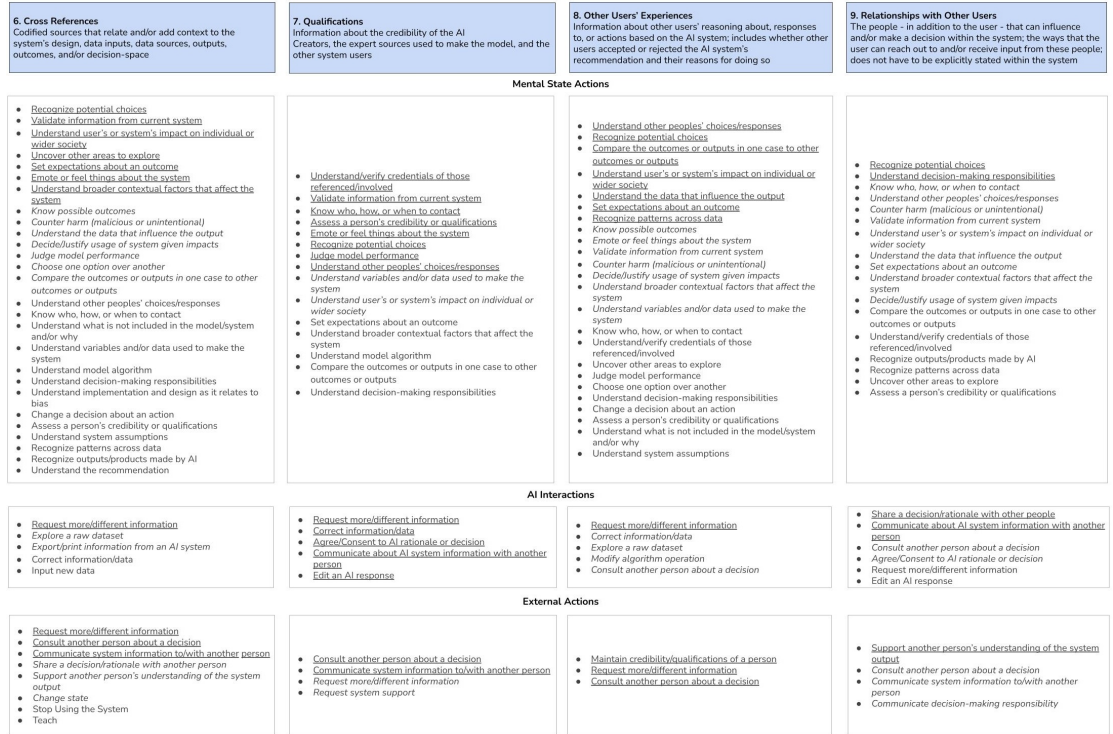 6. Cross References
Codified sources that relate and/or add context to the
system's design, data inputs, data sources, outputs,
outcomes, and/or decision-space
7. Qualifications
Information about the credibility of the AI
Creators, the expert sources used to make the model, and the
other system users
8. Other Users' Experiences
Information about other users' reasoning about, responses
to, or actions based on the AI system; includes whether other
users accepted or rejected the AI system's
recommendation and their reasons for doing so
9. Relationships with Other Users
The people - in addition to the user - that can influence
and/or make a decision within the system; the ways that the
user can reach out to and/or receive input from these people;
does not have to be explicitly stated within the system
Mental State Actions
● Recognize potential choices
● Validate information from current system
● Understand user's or system's impact on individual or
wider society
● Uncover other areas to explore
● Set expectations about an outcome
● Emote or feel things about the system
● Understand broader contextual factors that affect the
system
● Know possible outcomes
● Counter harm (malicious or unintentional)
● Understand the data that influence the output
● Decide/Justify usage of system given impacts
● Judge model performance
● Choose one option over another
● Compare the outcomes or outputs in one case to other
outcomes or outputs
● Understand other peoples' choices/responses
● Know who, how, or when to contact
● Understand what is not included in the model/system
and/or why
● Understand variables and/or data used to make the
system
● Understand model algorithm
● Understand decision-making responsibilities
● Understand implementation and design as it relates to
bias
● Change a decision about an action
● Assess a person's credibility or qualifications
● Understand system assumptions
● Recognize patterns across data
● Recognize outputs/products made by AI
● Understand the recommendation
● Understand/verify credentials of those
referenced/involved
● Validate information from current system
● Know who, how, or when to contact
● Assess a person's credibility or qualifications
● Emote or feel things about the system
● Recognize potential choices
● Judge model performance
● Understand other peoples' choices/responses
● Understand variables and/or data used to make the
system
● Understand user's or system's impact on individual or
wider society
● Set expectations about an outcome
● Understand broader contextual factors that affect the
system
● Understand model algorithm
● Compare the outcomes or outputs in one case to other
outcomes or outputs
● Understand decision-making responsibilities
● Understand other peoples' choices/responses
● Recognize potential choices
● Compare the outcomes or outputs in one case to other
outcomes or outputs
● Understand user's or system's impact on individual or
wider society
● Understand the data that influence the output
● Set expectations about an outcome
● Recognize patterns across data
● Know possible outcomes
● Emote or feel things about the system
● Validate information from current system
● Counter harm (malicious or unintentional)
● Decide/Justify usage of system given impacts
● Understand broader contextual factors that affect the
system
● Understand variables and/or data used to make the
system
● Know who, how, or when to contact
● Understand/verify credentials of those
referenced/involved
● Uncover other areas to explore
● Judge model performance
● Choose one option over another
● Understand decision-making responsibilities
● Change a decision about an action
● Assess a person's credibility or qualifications
● Understand what is not included in the model/system
and/or why
● Understand system assumptions
● Recognize potential choices
● Understand decision-making responsibilities
● Know who, how, or when to contact
● Understand other peoples' choices/responses
● Counter harm (malicious or unintentional)
● Validate information from current system
● Understand user's or system's impact on individual or
wider society
● Understand the data that influence the output
● Set expectations about an outcome
● Understand broader contextual factors that affect the
system
● Decide/Justify usage of system given impacts
● Compare the outcomes or outputs in one case to other
outcomes or outputs
● Understand/verify credentials of those
referenced/involved
● Recognize outputs/products made by AI
● Recognize patterns across data
● Uncover other areas to explore
● Assess a person's credibility or qualifications
AI Interactions
● Request more/different information
● Explore a raw dataset
● Export/print information from an AI system
● Correct information/data
● Input new data
● Request more/different information
● Correct information/data
● Agree/Consent to AI rationale or decision
● Communicate about AI system information with another
person
● Edit an AI response
● Request more/different information
● Correct information/data
● Explore a raw dataset
● Modify algorithm operation
● Consult another person about a decision
● Share a decision/rationale with other people
● Communicate about AI system information with another
person
● Consult another person about a decision
● Agree/Consent to AI rationale or decision
● Request more/different information
● Edit an AI response
External Actions
● Request more/different information
● Consult another person about a decision
● Communicate system information to/with another person
● Share a decision/rationale with another person
● Support another person's understanding of the system
output
● Change state
● Stop Using the System
● Teach
● Consult another person about a decision
● Communicate system information to/with another person
● Request more/different information
● Request system support
● Maintain credibility/qualifications of a person
● Request more/different information
● Consult another person about a decision
● Support another person's understanding of the system
output
● Consult another person about a decision
● Communicate system information to/with another
person
● Communicate decision-making responsibility